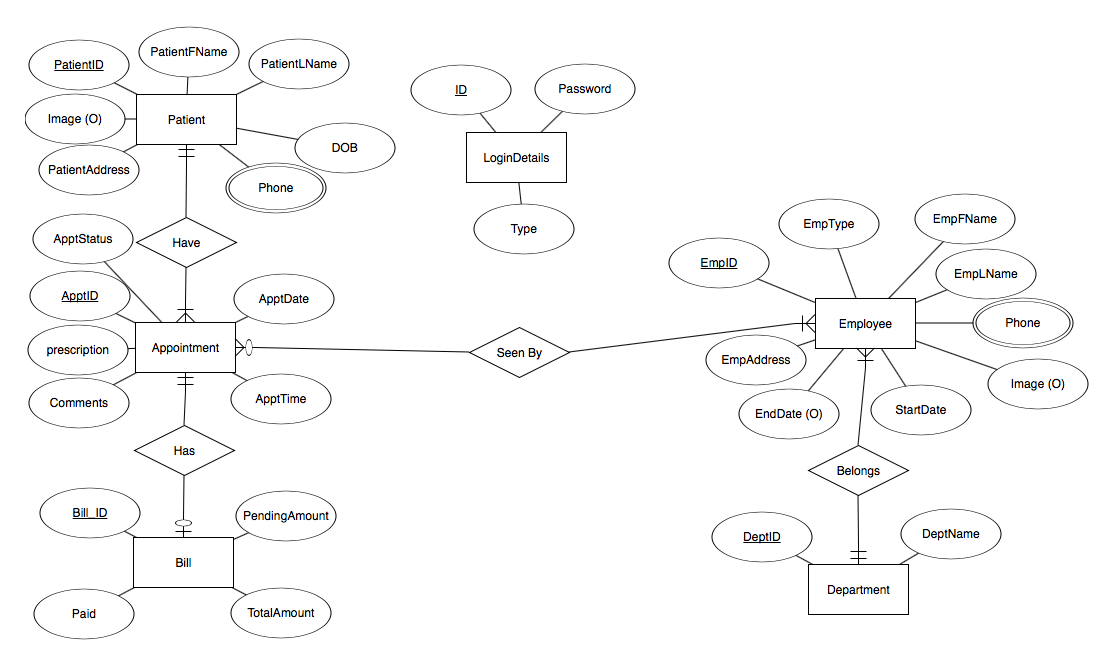 PatientFName
PatientID
PatientLName
Image (O)
Patient
DOB
PatientAddress
Phone
ID
Password
LoginDetails
Type
ApptStatus
Have
ApptID
ApptDate
prescription
Appointment
Comments
ApptTime
Seen By
EmpType
EmpFName
EmpID
EmpLName
Employee
Phone
EmpAddress
Image (O)
EndDate (O)
StartDate
Has
Belongs
Bill_ID
PendingAmount
Bill
Paid
TotalAmount
DeptID
DeptName
Department